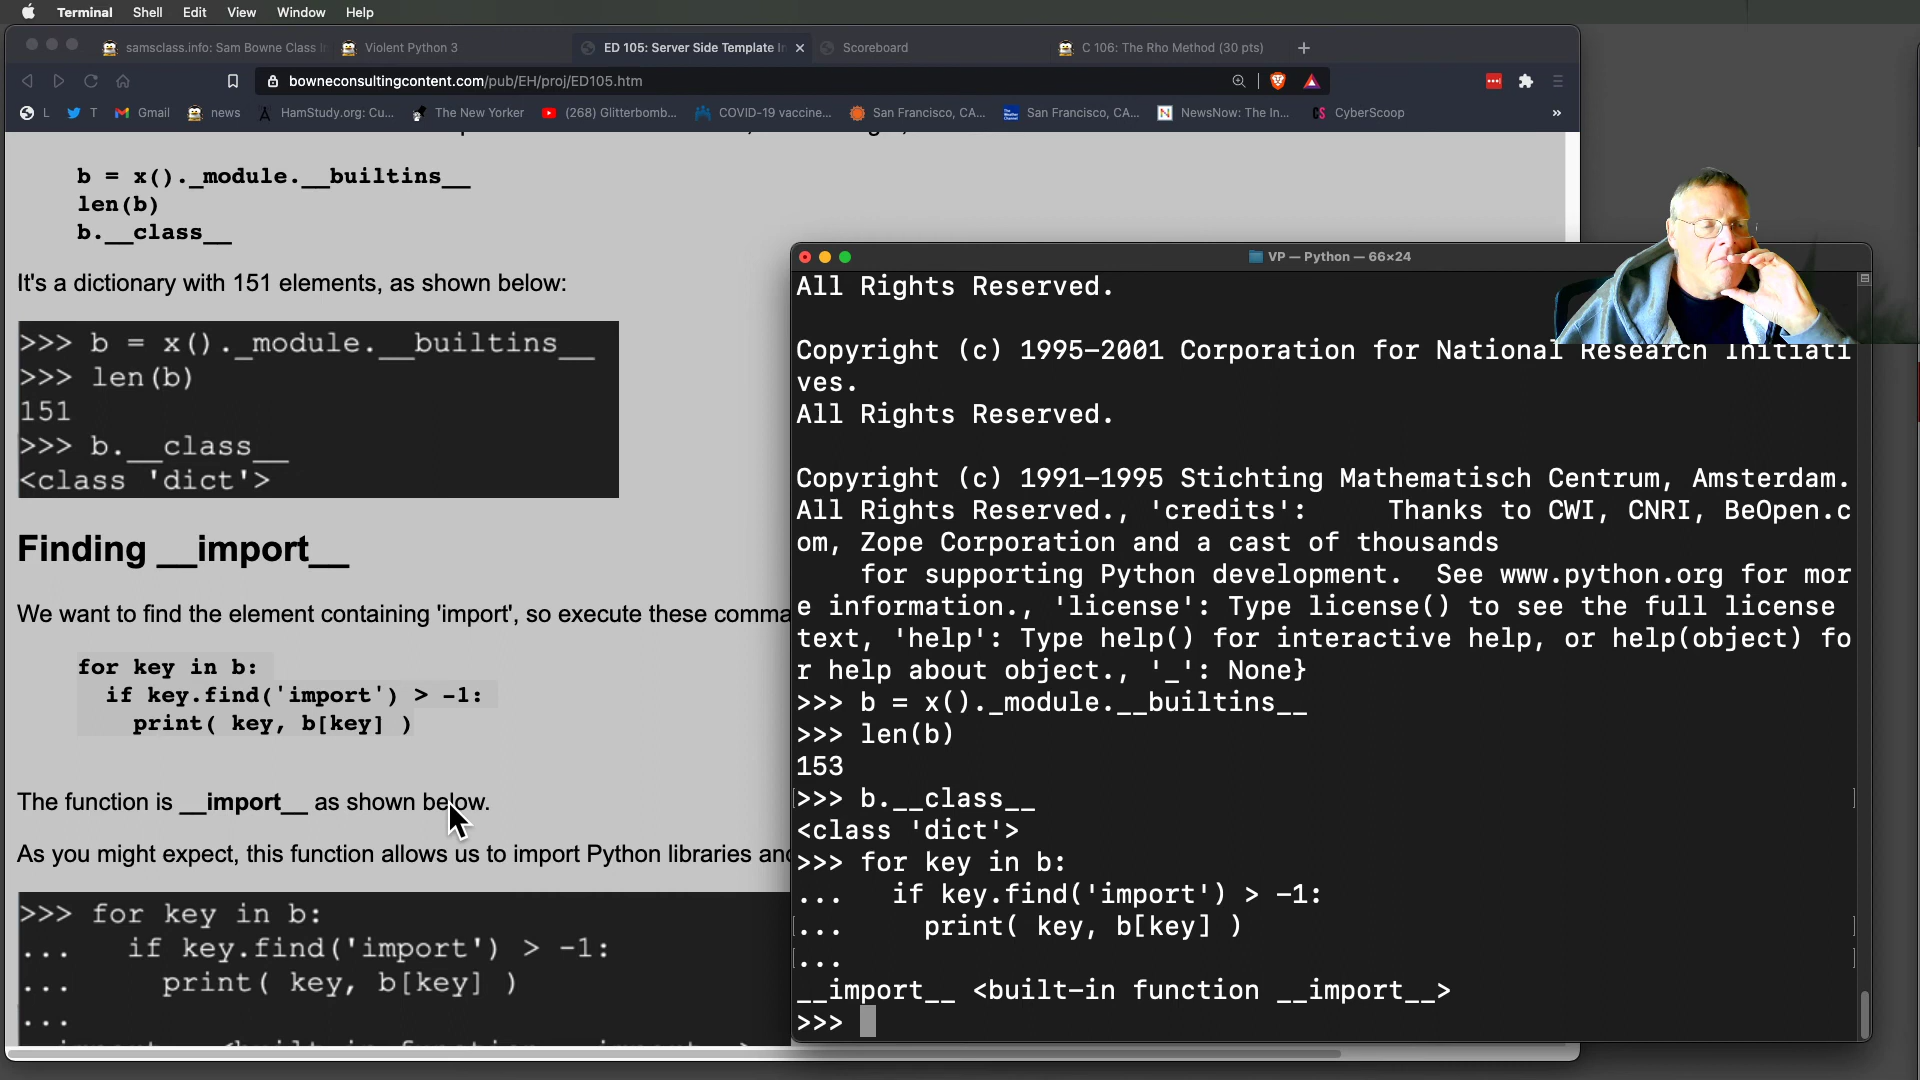 Terminal Shell Edit View Window Help
samsclass.info: Sam Bowne Class In
Violent Python 3
ED 105: Server Side Template In
Scoreboard
C 106: The Rho Method (30 pts)
bowneconsultingcontent.com/pub/EH/proj/ED105.htm
L
T
Gmail
news
HamStudy.org: Cu...
The New Yorker
(268) Glitterbomb...
COVID-19 vaccine...
San Francisco, CA...
San Francisco, CA...
NewsNow: The In...
CyberScoop
b = x()._module.__builtins__
len(b)
b.__class__
It's a dictionary with 151 elements, as shown below:
>>> b = x()._module.__builtins__
>>> len(b)
151
>>> b.__class__
<class 'dict'>
Finding __import__
We want to find the element containing 'import', so execute these comma
for key in b:
if key.find('import') > -1:
print( key, b[key] )
The function is __import__ as shown below.
As you might expect, this function allows us to import Python libraries and
>>> for key in b:
... if key.find('import') > -1:
... print( key, b[key] )
...
VP — Python — 66×24
All Rights Reserved.
Copyright (c) 1995-2001 Corporation for National Research Initiati
ves.
All Rights Reserved.
Copyright (c) 1991-1995 Stichting Mathematisch Centrum, Amsterdam.
All Rights Reserved., 'credits': Thanks to CWI, CNRI, BeOpen.c
om, Zope Corporation and a cast of thousands
for supporting Python development. See www.python.org for mor
e information., 'license': Type license() to see the full license
text, 'help': Type help() for interactive help, or help(object) fo
r help about object., '_': None}
>>> b = x()._module.__builtins__
>>> len(b)
153
>>> b.__class__
<class 'dict'>
>>> for key in b:
... if key.find('import') > -1:
... print( key, b[key] )
...
__import__ <built-in function __import__>
>>>